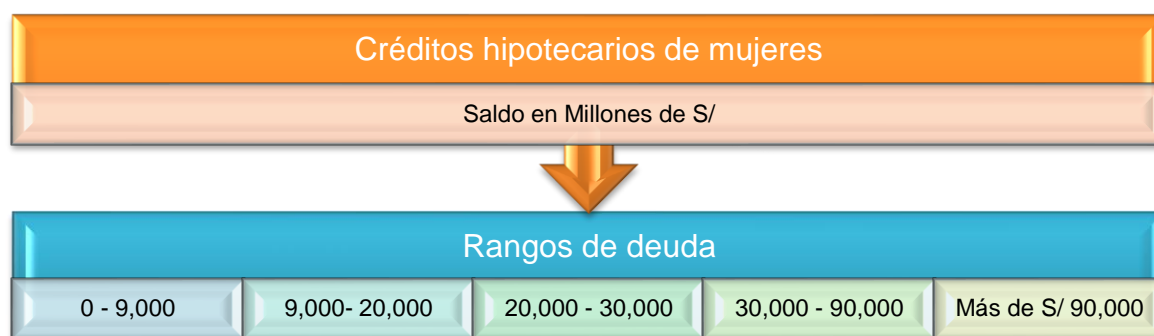 Créditos hipotecarios de mujeres
Saldo en Millones de S/
Rangos de deuda
0 - 9,000 9,000- 20,000 20,000 - 30,000 30,000 - 90,000 Más de S/ 90,000